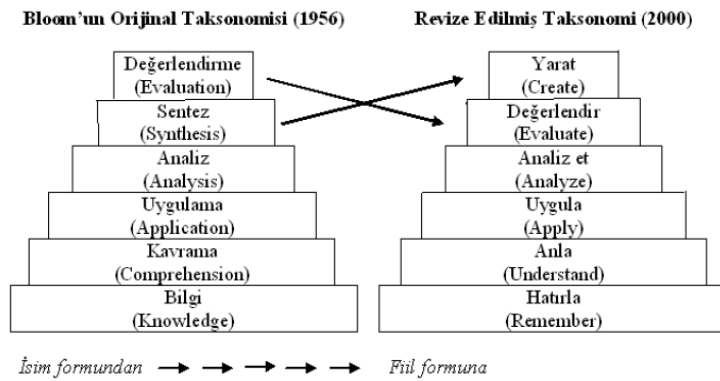 Bloom’un Orijinal Taksonomisi (1956)
Değerlendirme
(Evaluation)
Sentez
(Synthesis)
Analiz
(Analysis)
Uygulama
(Application)
Kavrama
(Comprehension)
Bilgi
(Knowledge)
Revize Edilmiş Taksonomi (2000)
Yarat
(Create)
Değerlendir
(Evaluate)
Analiz et
(Analyze)
Uygula
(Apply)
Anla
(Understand)
Hatırla
(Remember)
İsim formundan
Fiil formuna